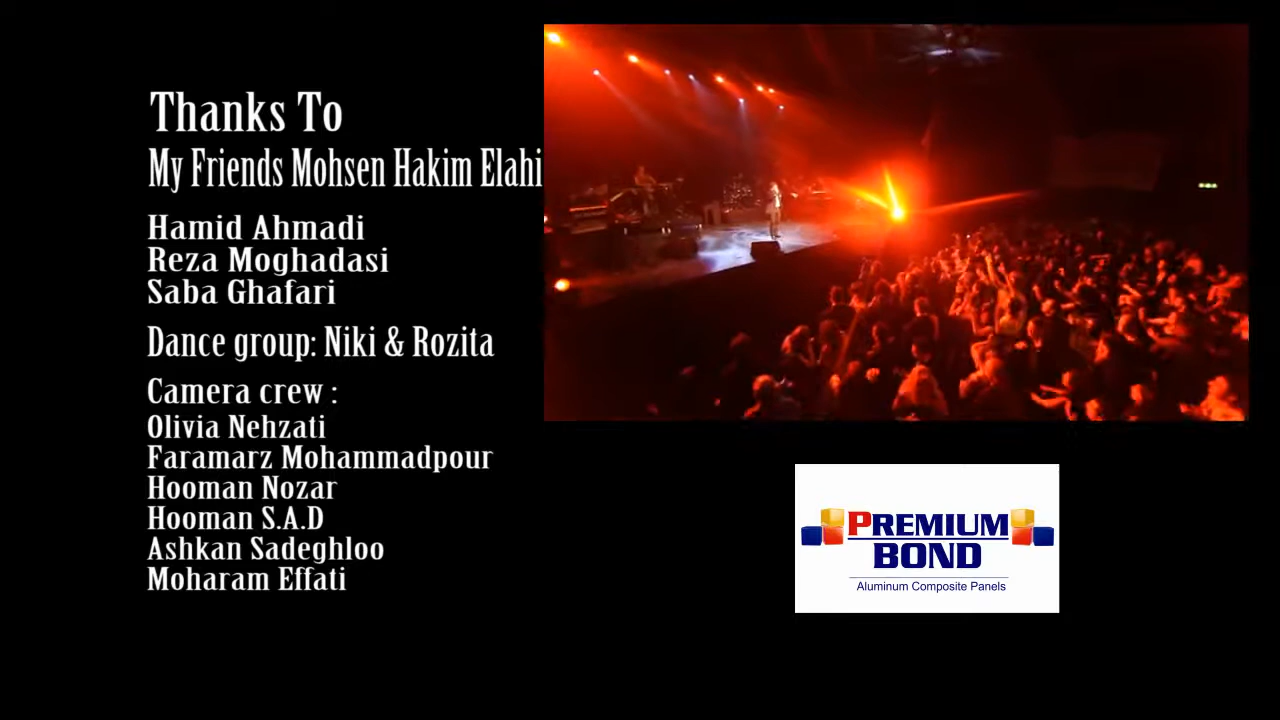 Thanks To
My Friends Mohsen Hakim Elahi
Hamid Ahmadi
Reza Moghadasi
Saba Ghafari
Dance group: Niki & Rozita
Camera crew :
Olivia Nehzati
Faramarz Mohammadpour
Hooman Nozar
Hooman S.A.D
Ashkan Sadeghloo
Moharam Effati
PREMIUM
BOND
Aluminum Composite Panels